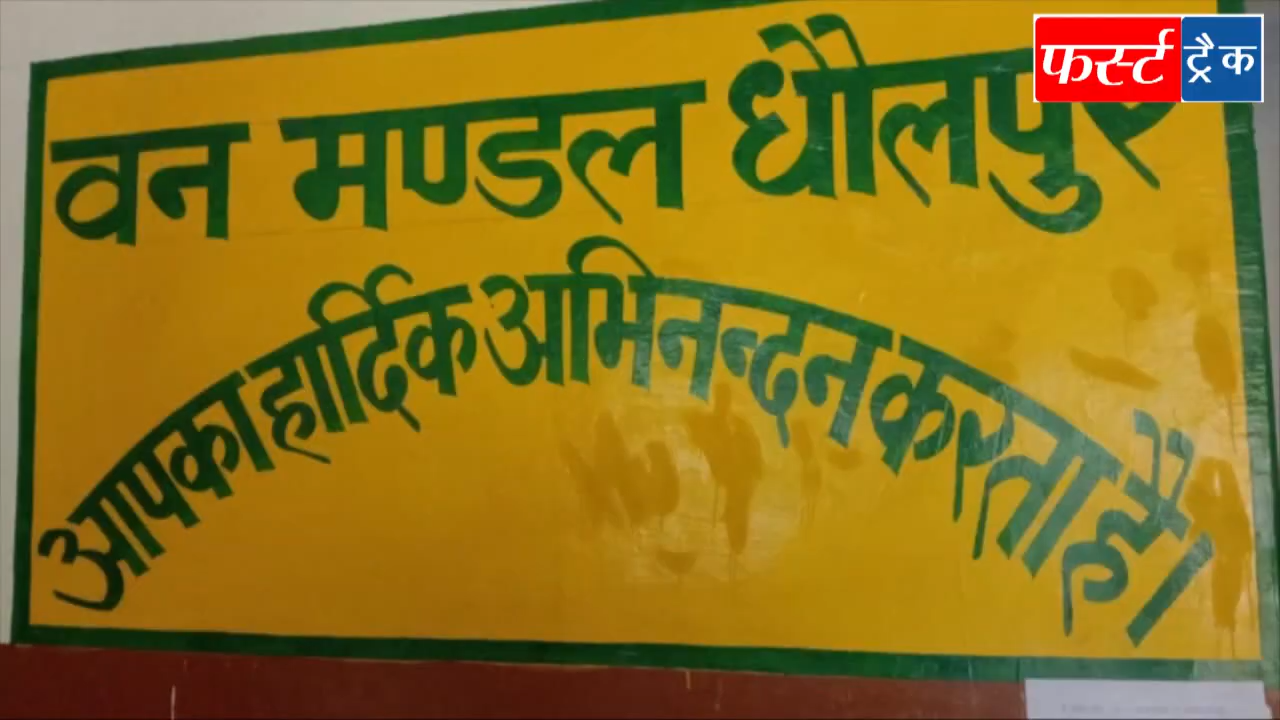 फर्स्ट ट्रैक
वन मण्डल धौलपुर
आपका हार्दिक अभिनन्दन करता है।